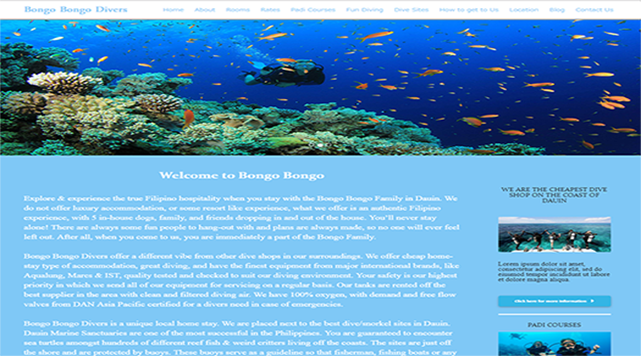 Bongo Bongo Divers
Home About Rooms Rates Padi Courses Fun Diving Dive Sites How to get to Us Location Blog Contact Us
Welcome to Bongo Bongo
Explore & experience the true Filipino hospitality when you stay with the Bongo Bongo Family in Dauin. We
do not offer luxury accommodation, or some resort like experience, what we offer is an authentic Filipino
experience, with 5 in-house dogs, family, and friends dropping in and out of the house. You'll never stay
alone! There are always some fun people to hang-out with and plans are always made, so no one will ever feel
left out. After all, when you come to us, you are immediately a part of the Bongo Family.
Bongo Bongo Divers offer a different vibe from other dive shops in our surroundings. We offer cheap home-
stay type of accommodation, great diving, and have the finest equipment from major international brands, like
Aqualung, Mares & IST, quality tested and checked to suit our diving environment. Your safety is our highest
priority in which we send all of our equipment for servicing on a regular basis. Our tanks are rented off the
best supplier in the area with clean and filtered diving air. We have 100% oxygen, with demand and free flow
valves from DAN Asia Pacific certified for a divers need in case of emergencies.
Bongo Bongo Divers is a unique local home stay. We are placed next to the best dive/snorkel sites in Dauin.
Dauin Marine Sanctuaries are one of the most successful in the Philippines. You are guaranteed to encounter
sea turtles amongst hundreds of different reef fish & weird critters living off the coasts. The sites are just off
the shore and are protected by buoys. These buoys serve as a guideline so that fisherman, fishing boats or any
WE ARE THE CHEAPEST DIVE
SHOP ON THE COAST OF
DAUIN
Lorem ipsum dolor sit amet,
consectetur adipiscing elit, sed do
eiusmod tempor incididunt ut labore
et dolore magna aliqua.
Click here for more information
PADI COURSES